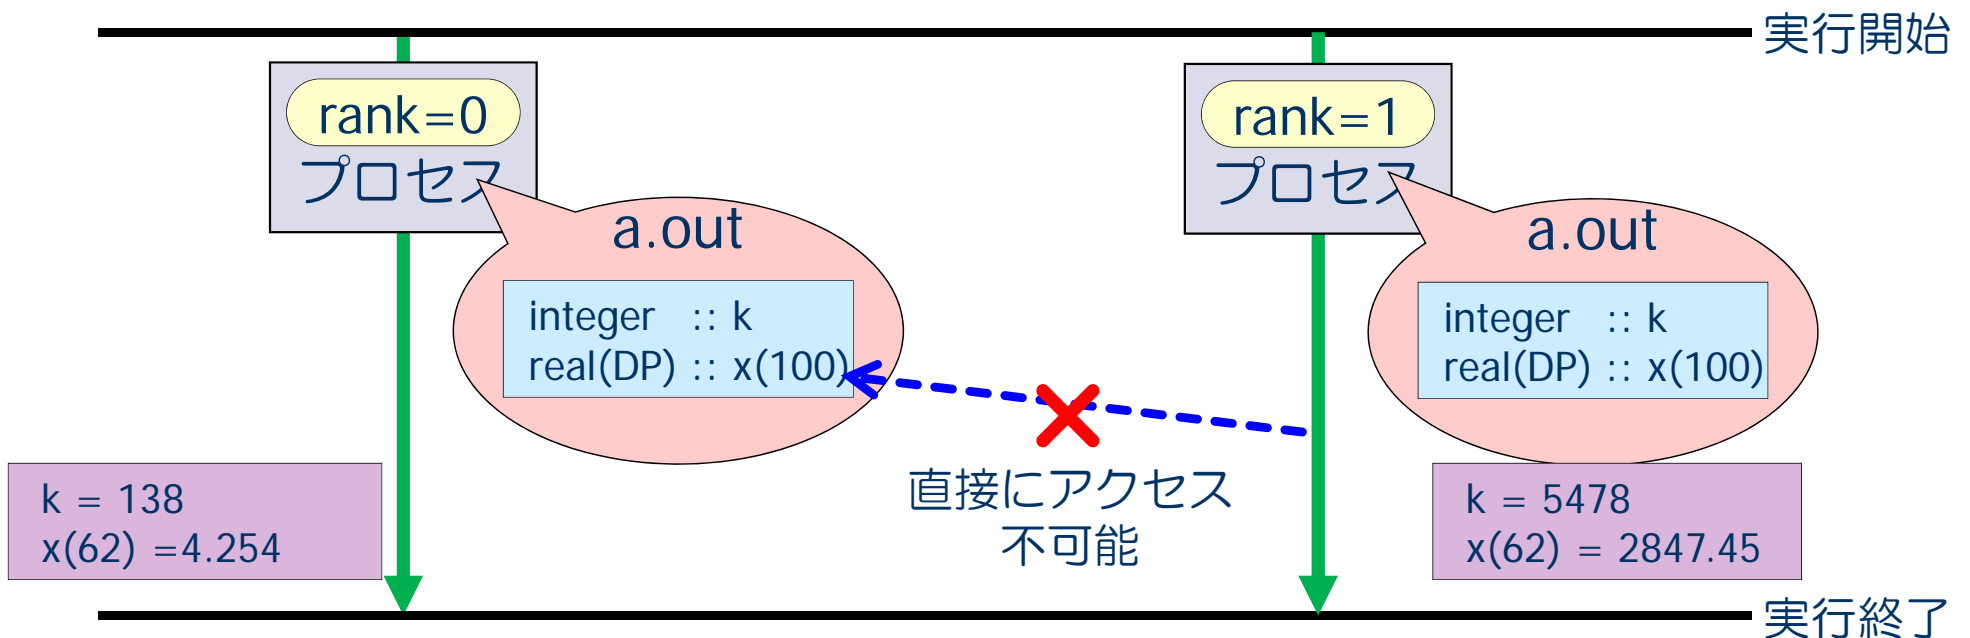 実行開始
rank=0
プロセス
a.out
integer :: k
real(DP) :: x(100)
k = 138
x(62) =4.254
直接にアクセス
不可能
rank=1
プロセス
a.out
integer :: k
real(DP) :: x(100)
k = 5478
x(62) = 2847.45
実行終了